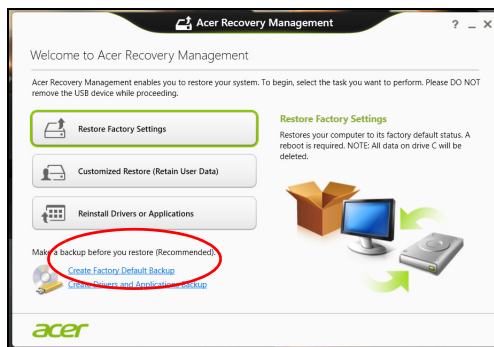 Acer Recovery Management
? _ X
Welcome to Acer Recovery Management
Acer Recovery Management enables you to restore your system. To begin, select the task you want to perform. Please DO NOT
remove the USB device while proceeding.
Restore Factory Settings
Customized Restore (Retain User Data)
Reinstall Drivers or Applications
Restore Factory Settings
Restores your computer to its factory default status. A
reboot is required. NOTE: All data on drive C will be
deleted.
Make a backup before you restore (Recommended).
Create Factory Default Backup
Create Drivers and Applications Backup
acer